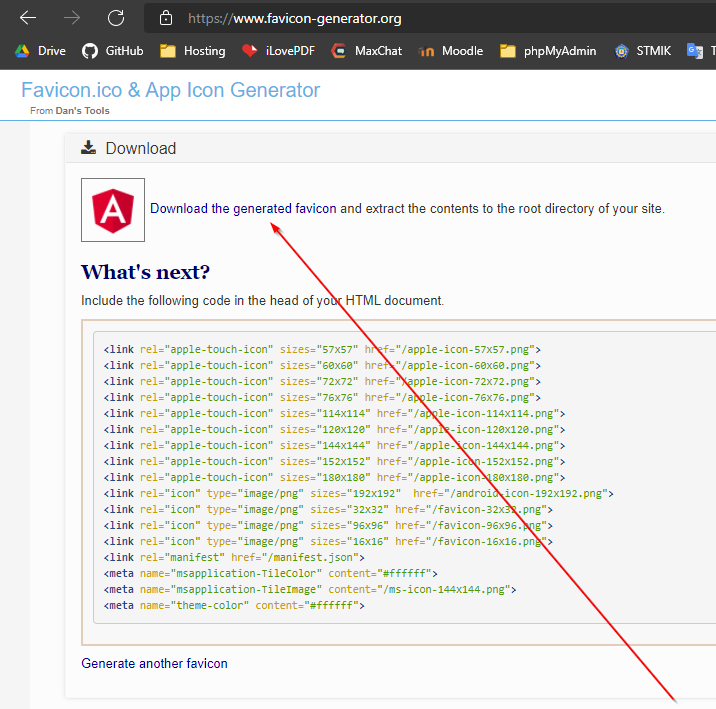 https://www.favicon-generator.org
Drive GitHub Hosting iLovePDF MaxChat Moodle phpMyAdmin STMIK
Favicon.ico & App Icon Generator
From Dan's Tools
Download
Download the generated favicon and extract the contents to the root directory of your site.
What's next?
Include the following code in the head of your HTML document.
<link rel="apple-touch-icon" sizes="57x57" href="/apple-icon-57x57.png">
<link rel="apple-touch-icon" sizes="60x60" href="/apple-icon-60x60.png">
<link rel="apple-touch-icon" sizes="72x72" href="/apple-icon-72x72.png">
<link rel="apple-touch-icon" sizes="76x76" href="/apple-icon-76x76.png">
<link rel="apple-touch-icon" sizes="114x114" href="/apple-icon-114x114.png">
<link rel="apple-touch-icon" sizes="120x120" href="/apple-icon-120x120.png">
<link rel="apple-touch-icon" sizes="144x144" href="/apple-icon-144x144.png">
<link rel="apple-touch-icon" sizes="152x152" href="/apple-icon-152x152.png">
<link rel="apple-touch-icon" sizes="180x180" href="/apple-icon-180x180.png">
<link rel="icon" type="image/png" sizes="192x192"  href="/android-icon-192x192.png">
<link rel="icon" type="image/png" sizes="32x32" href="/favicon-32x32.png">
<link rel="icon" type="image/png" sizes="96x96" href="/favicon-96x96.png">
<link rel="icon" type="image/png" sizes="16x16" href="/favicon-16x16.png">
<link rel="manifest" href="/manifest.json">
<meta name="msapplication-TileColor" content="#ffffff">
<meta name="msapplication-TileImage" content="/ms-icon-144x144.png">
<meta name="theme-color" content="#ffffff">
Generate another favicon